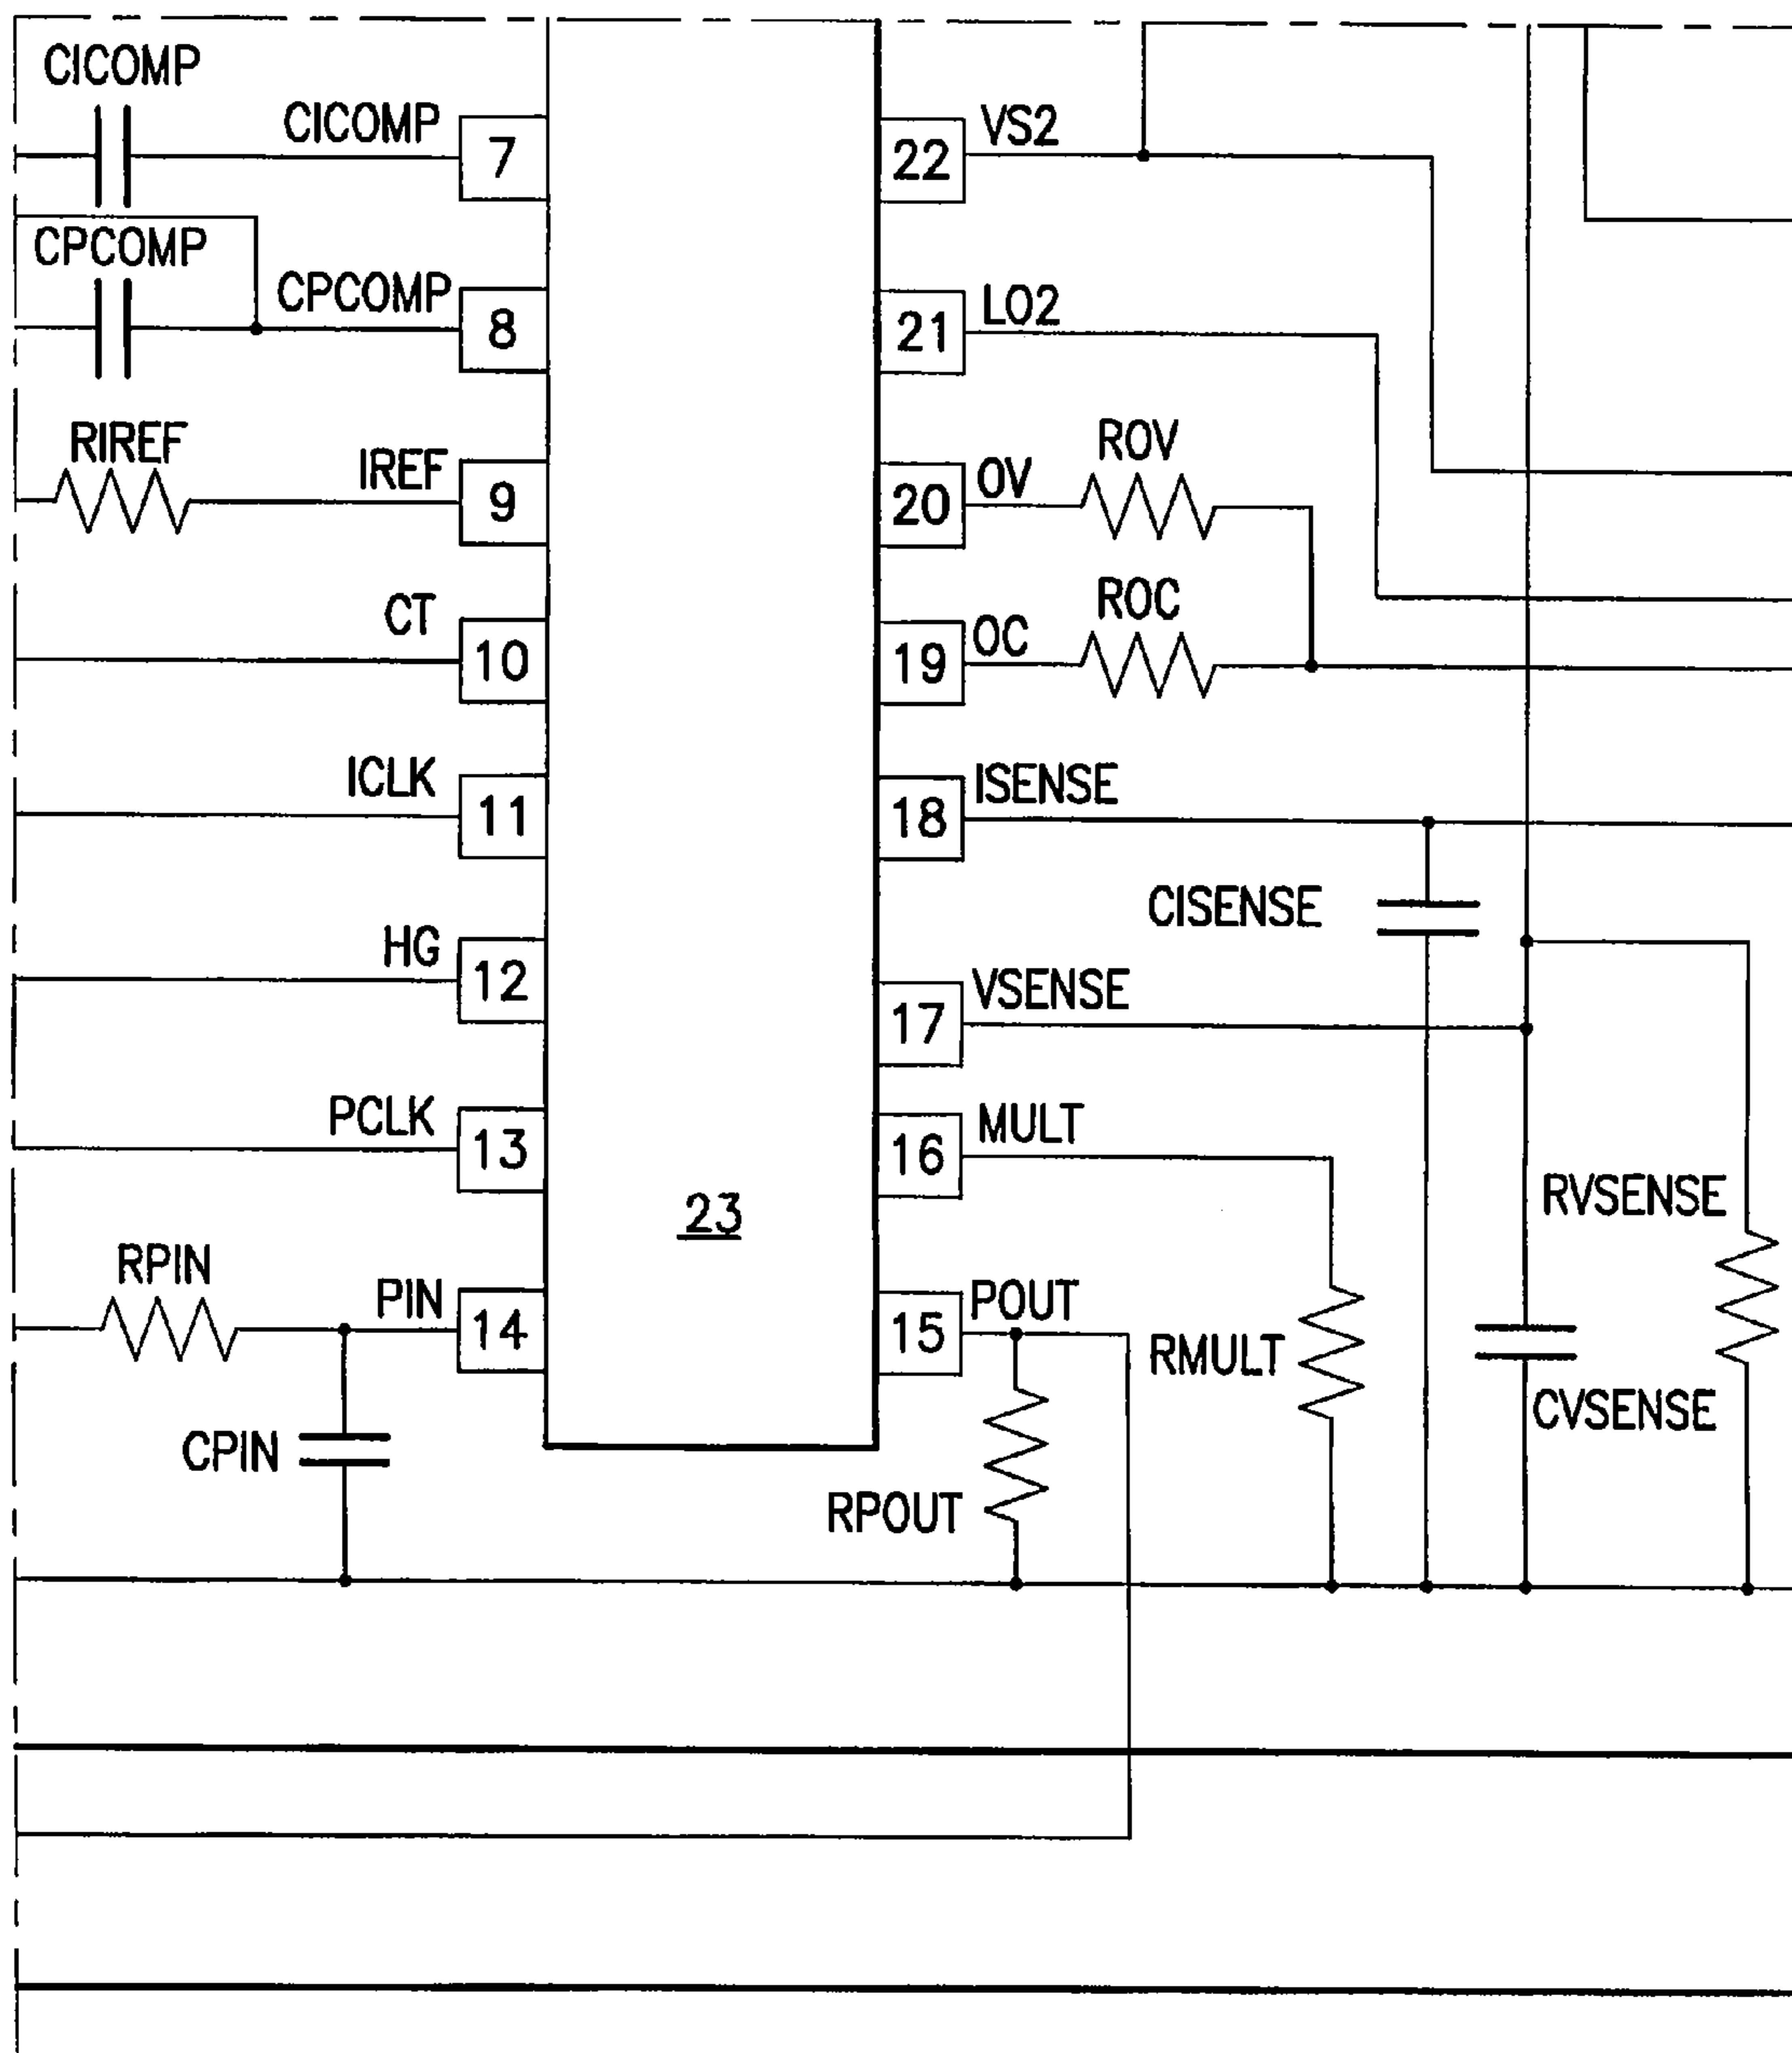 CICOMP
CICOMP
7
CPCOMP
CPCOMP
8
RIREF
IREF
9
CT
10
ICLK
11
HG
12
PCLK
13
RPIN
PIN
14
CPIN
23
VS2
22
LO2
21
ROV
OV
20
ROC
OC
19
ISENSE
18
CISENSE
VSENSE
17
MULT
16
RVSENSE
POUT
15
RMULT
CVSENSE
RPOUT